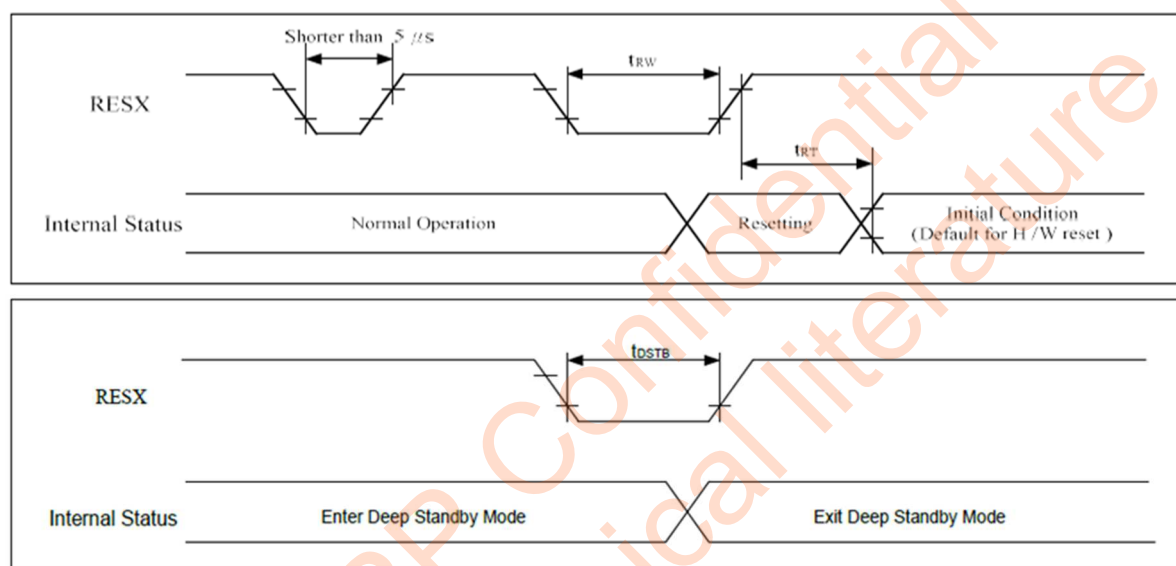 Shorter than 5 μs
tRW
RESX
tRT
Internal Status
Normal Operation
Resetting
Initial Condition
(Default for H /W reset )
tDSTB
RESX
Internal Status
Enter Deep Standby Mode
Exit Deep Standby Mode
P Confidential
ical literature